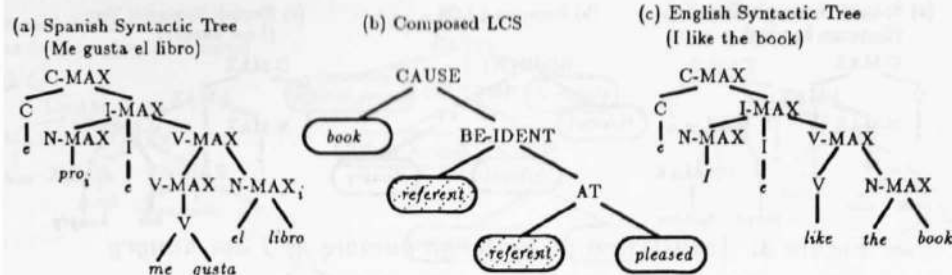 (a) Spanish Syntactic Tree
(Me gusta el libro)
C-MAX
C I-MAX
e N-MAX I V-MAX
pro i e V-MAX N-MAX i
V el libro
me gusta
(b) Composed LCS
CAUSE
book BE-IDENT
referent AT
referent pleased
(c) English Syntactic Tree
(I like the book)
C-MAX
C I-MAX
e N-MAX I V-MAX
I e V N-MAX
like the book